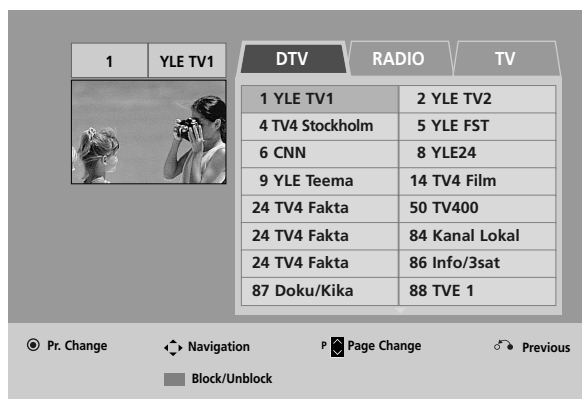 1 YLE TV1
DTV RADIO TV
1 YLE TV1 2 YLE TV2
4 TV4 Stockholm 5 YLE FST
6 CNN 8 YLE24
9 YLE Teema 14 TV4 Film
24 TV4 Fakta 50 TV400
24 TV4 Fakta 84 Kanal Lokal
24 TV4 Fakta 86 Info/3sat
87 Doku/Kika 88 TVE 1
Pr. Change Navigation P Page Change Previous
Block/Unblock